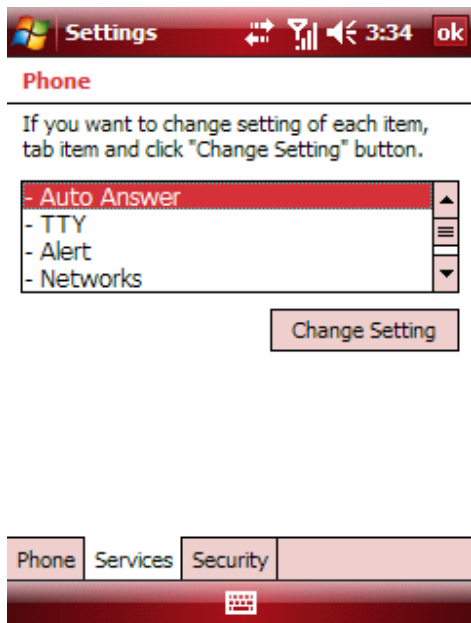 Settings 3:34 ok
Phone
If you want to change setting of each item,
tab item and click "Change Setting" button.
- Auto Answer
- TTY
- Alert
- Networks
Change Setting
Phone Services Security